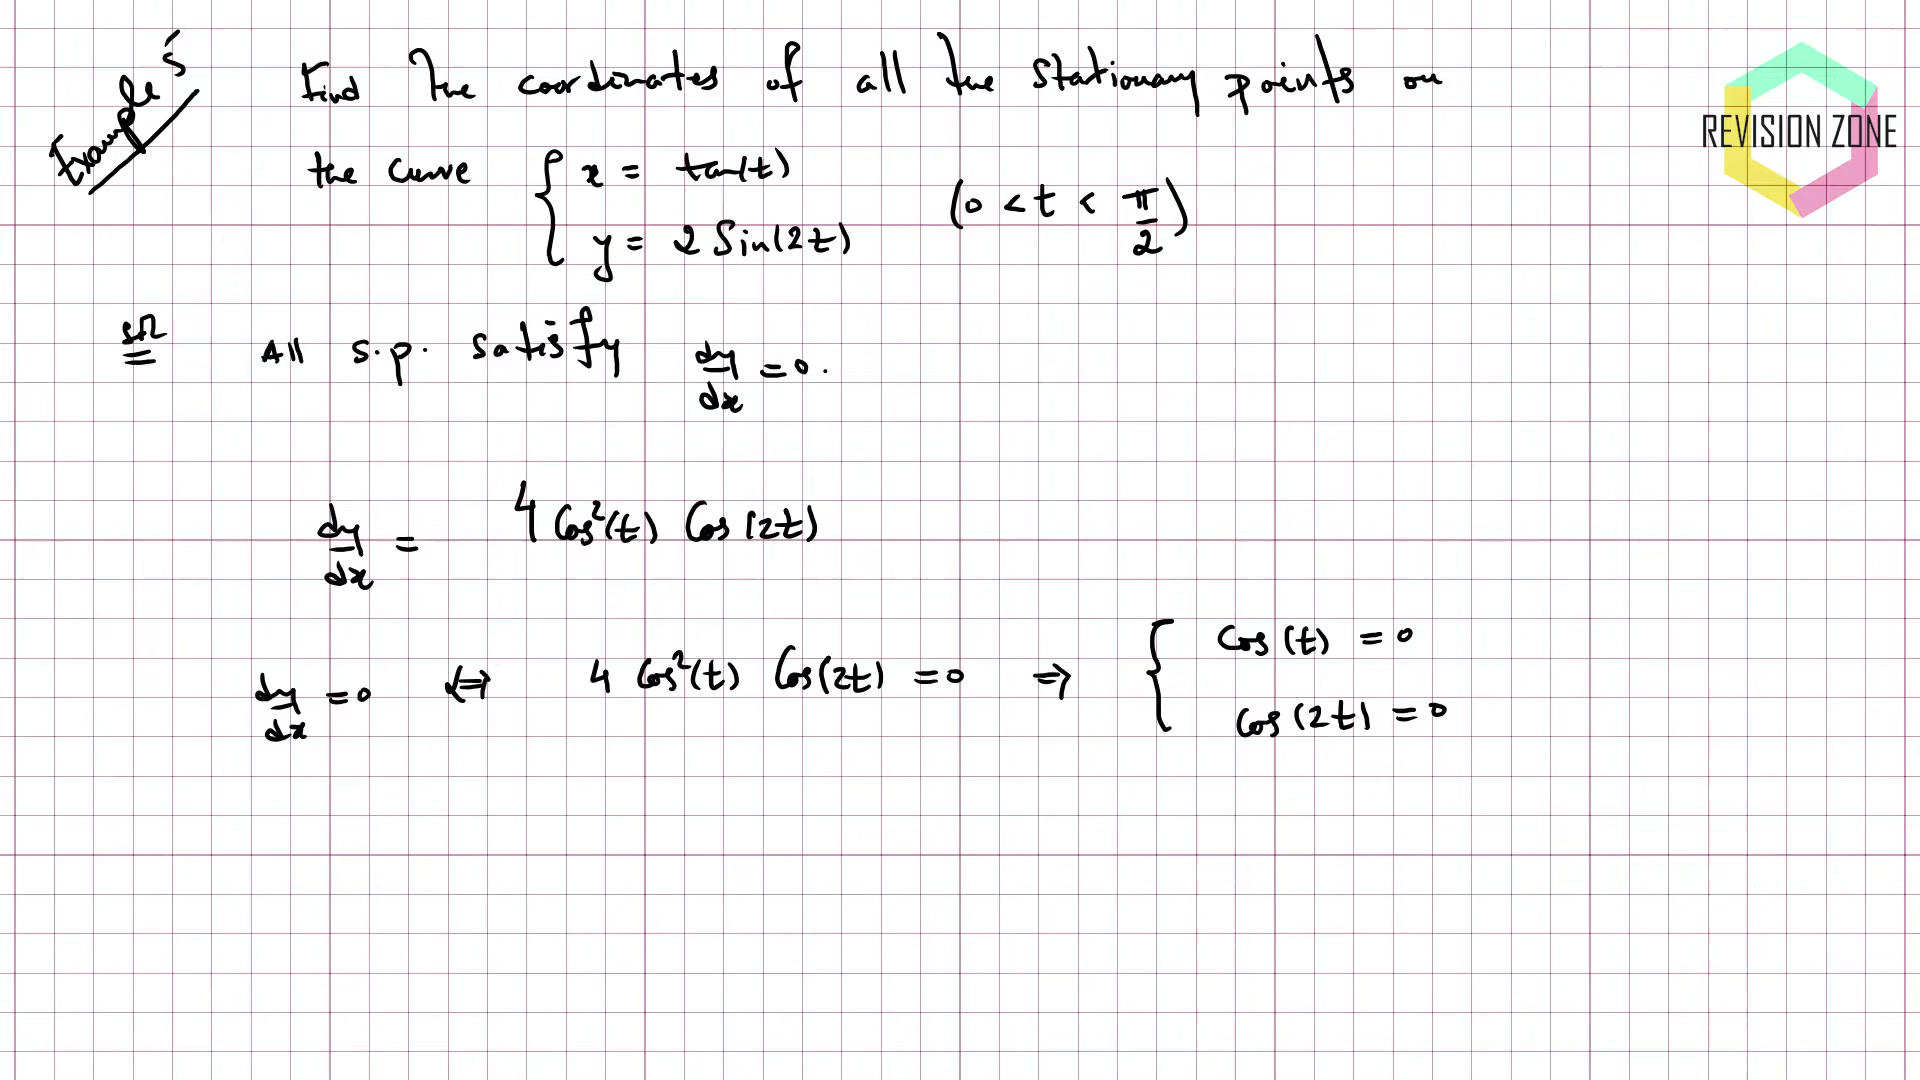 Example 5
Find the coordinates of all the stationary points on
the curve { x = tan(t)
y = 2 Sin(2t) (0 < t < π/2)
REVISION ZONE
All s.p. satisfy dy/dx = 0.
dy/dx = 4 Cos²(t) Cos(2t)
dy/dx = 0 ⇔ 4 Cos²(t) Cos(2t) = 0 ⇒ { Cos(t) = 0
Cos(2t) = 0